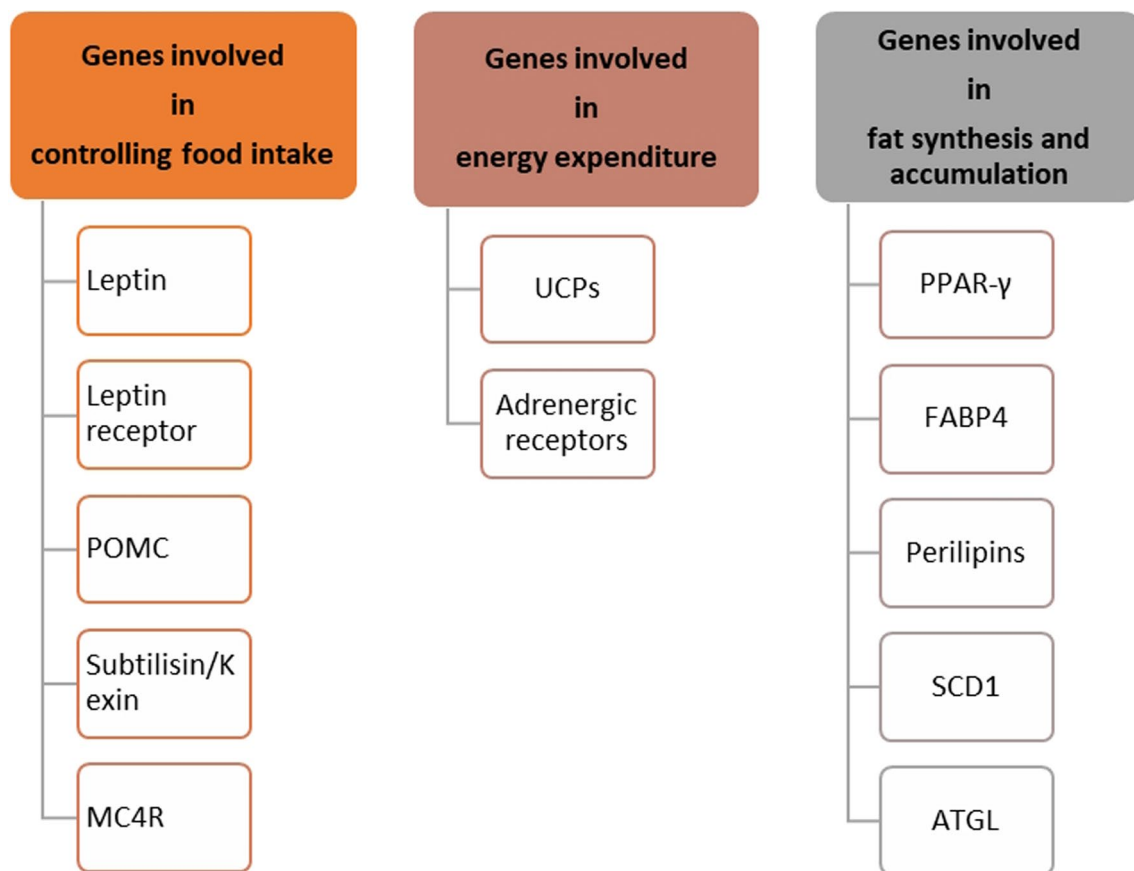 Genes involved
in
controlling food intake
Leptin
Leptin
receptor
POMC
Subtilisin/K
exin
MC4R
Genes involved
in
energy expenditure
UCPs
Adrenergic
receptors
Genes involved
in
fat synthesis and
accumulation
PPAR-γ
FABP4
Perilipins
SCD1
ATGL